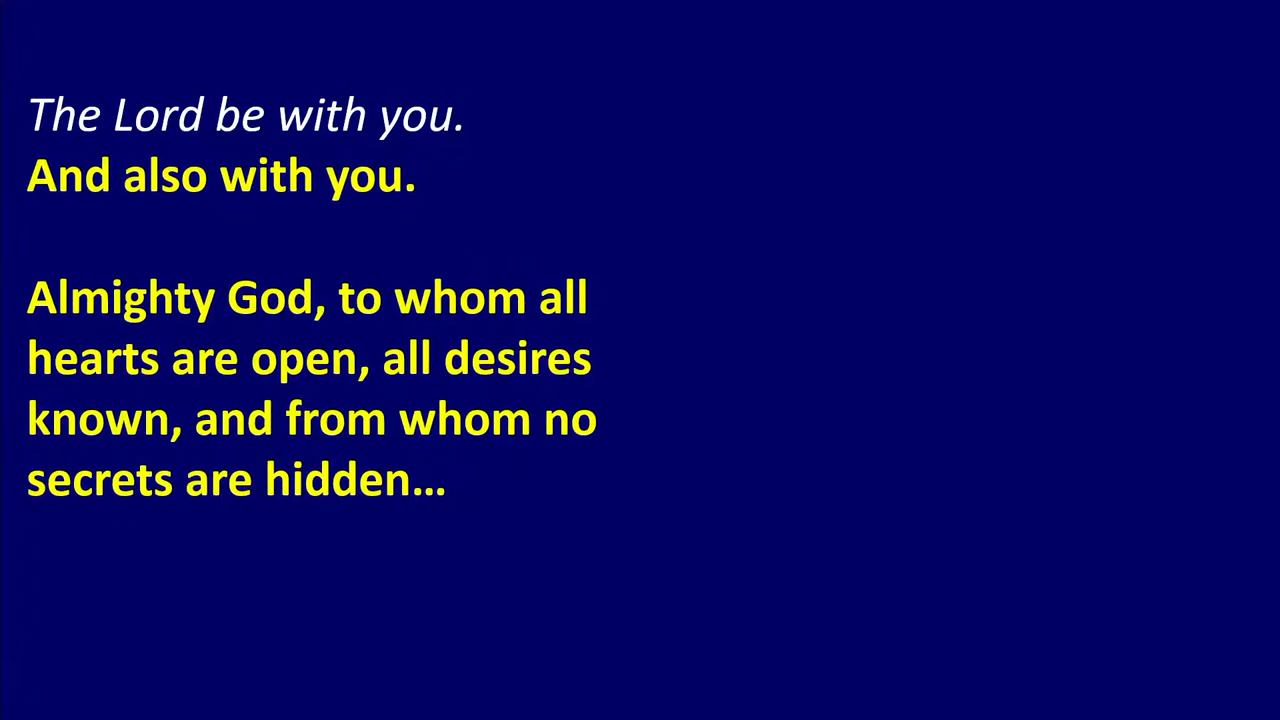 The Lord be with you.
And also with you.
Almighty God, to whom all
hearts are open, all desires
known, and from whom no
secrets are hidden…